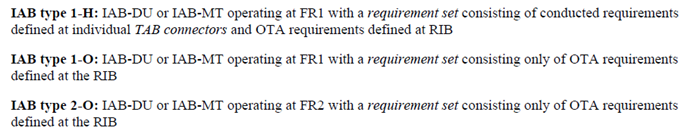 IAB type 1-H: IAB-DU or IAB-MT operating at FR1 with a requirement set consisting of conducted requirements
defined at individual TAB connectors and OTA requirements defined at RIB
IAB type 1-O: IAB-DU or IAB-MT operating at FR1 with a requirement set consisting only of OTA requirements
defined at the RIB
IAB type 2-O: IAB-DU or IAB-MT operating at FR2 with a requirement set consisting only of OTA requirements
defined at the RIB